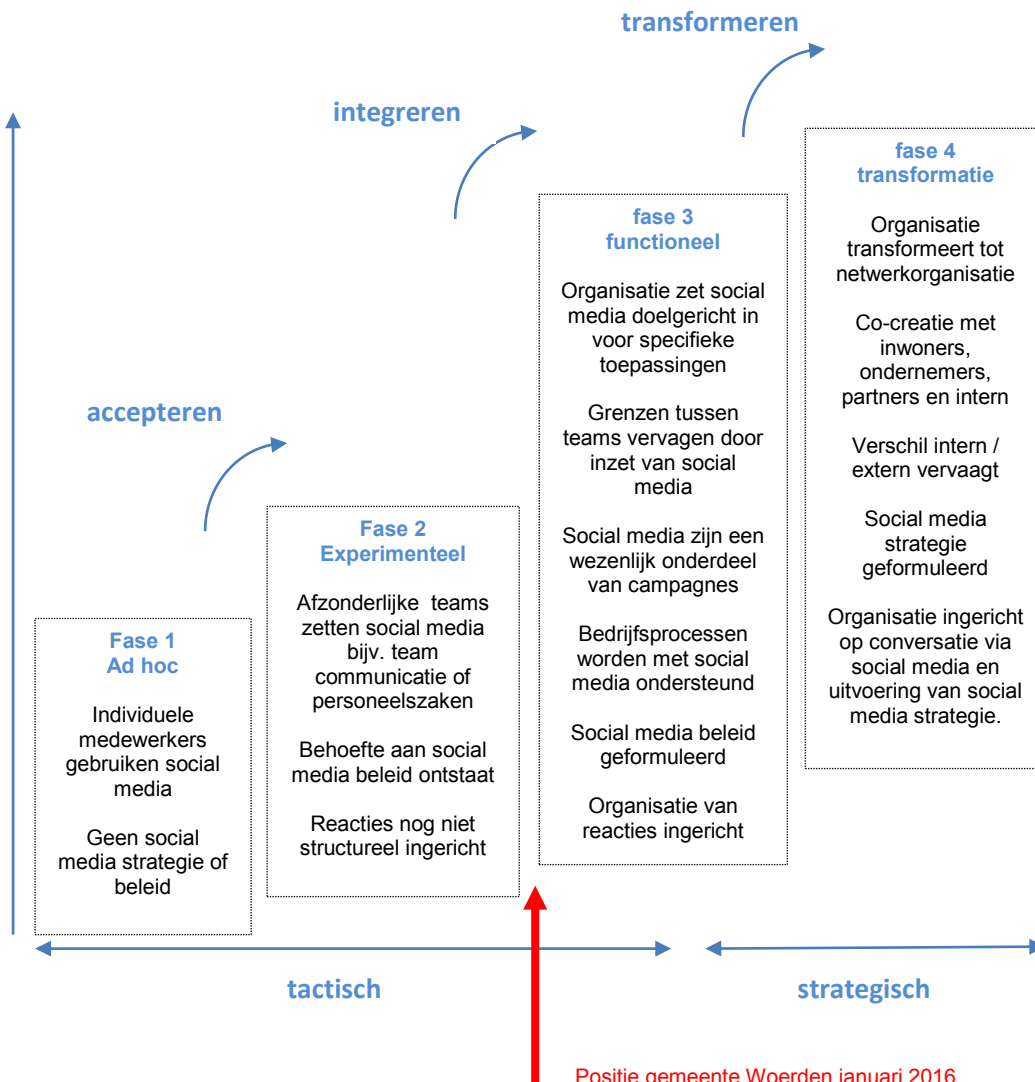 transformeren
integreren
accepteren
Fase 1
Ad hoc
Individuele
medewerkers
gebruiken social
media
Geen social
media strategie of
beleid
Fase 2
Experimenteel
Afzonderlijke teams
zetten social media
bijv. team
communicatie of
personeelszaken
Behoefte aan social
media beleid ontstaat
Reacties nog niet
structureel ingericht
fase 3
functioneel
Organisatie zet social
media doelgericht in
voor specifieke
toepassingen
Grenzen tussen
teams vervagen door
inzet van social
media
Social media zijn een
wezenlijk onderdeel
van campagnes
Bedrijfsprocessen
worden met social
media ondersteund
Social media beleid
geformuleerd
Organisatie van
reacties ingericht
fase 4
transformatie
Organisatie
transformeert tot
netwerkorganisatie
Co-creatie met
inwoners,
ondernemers,
partners en intern
Verschil intern /
extern vervaagt
Social media
strategie
geformuleerd
Organisatie ingericht
op conversatie via
social media en
uitvoering van social
media strategie.
tactisch
strategisch
Positie gemeente Woerden januari 2016